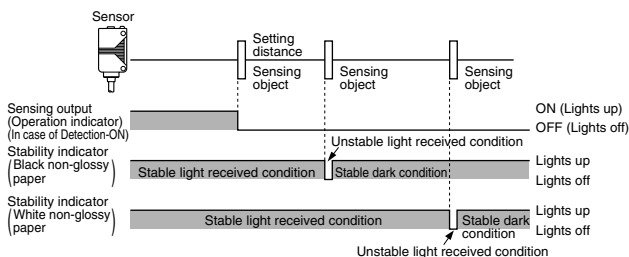 Sensor
Setting
distance
Sensing
object
Sensing
object
Sensing
object
Sensing output
(Operation indicator)
(In case of Detection-ON)
ON (Lights up)
OFF (Lights off)
Unstable light received condition
Stability indicator
(Black non-glossy
paper)
Stable light received condition
Stable dark condition
Lights up
Lights off
Stability indicator
(White non-glossy
paper)
Stable light received condition
Stable dark
condition
Lights up
Lights off
Unstable light received condition